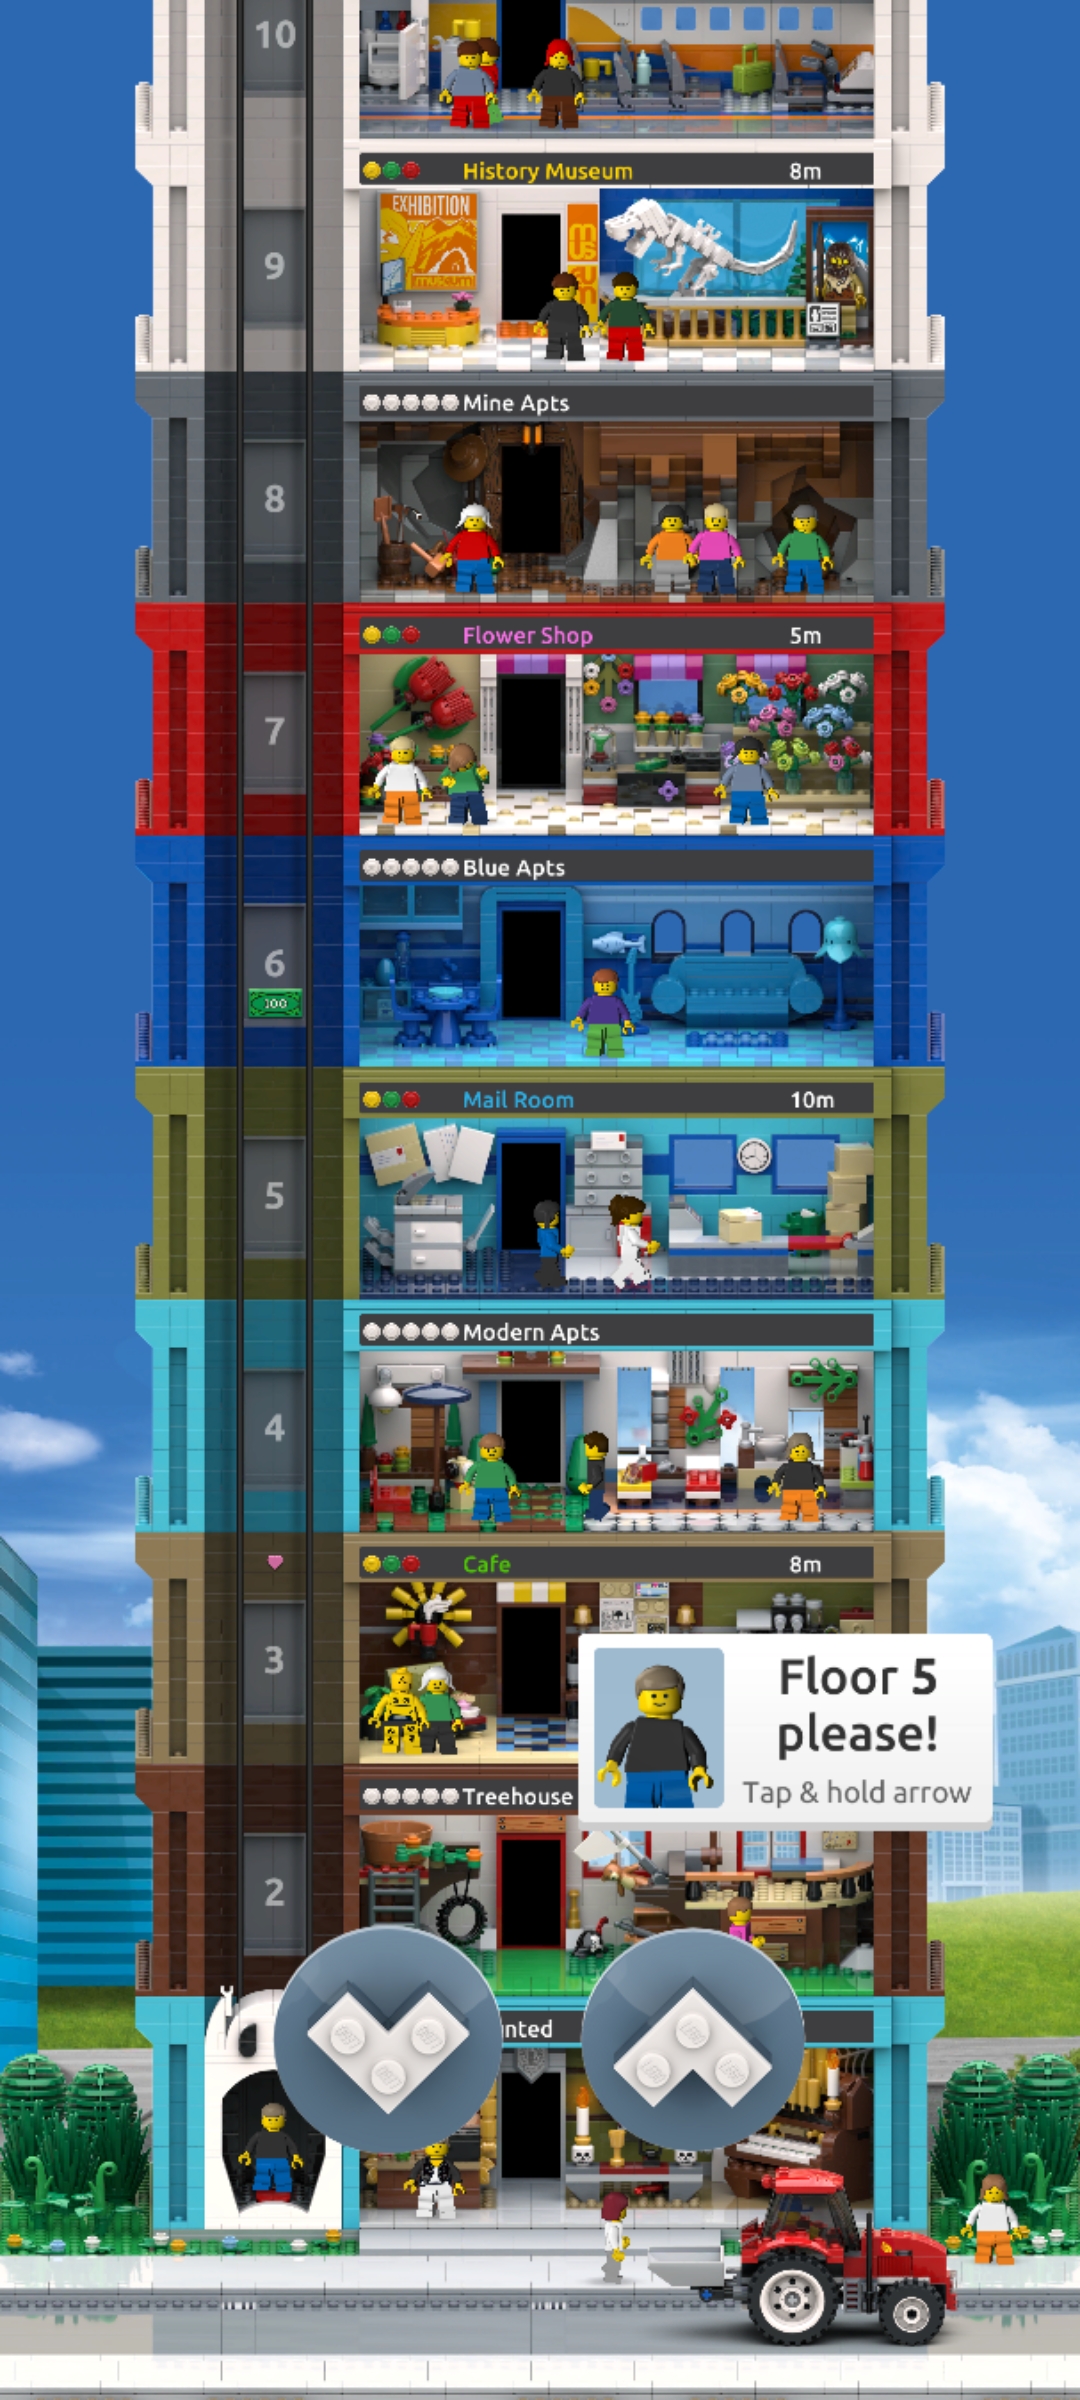 10
History Museum 8m
EXHIBITION
museum
9
Mine Apts
8
Flower Shop 5m
7
Blue Apts
6
100
Mail Room 10m
5
Modern Apts
4
Cafe 8m
3
Floor 5
please!
Tap & hold arrow
Treehouse
2
nted